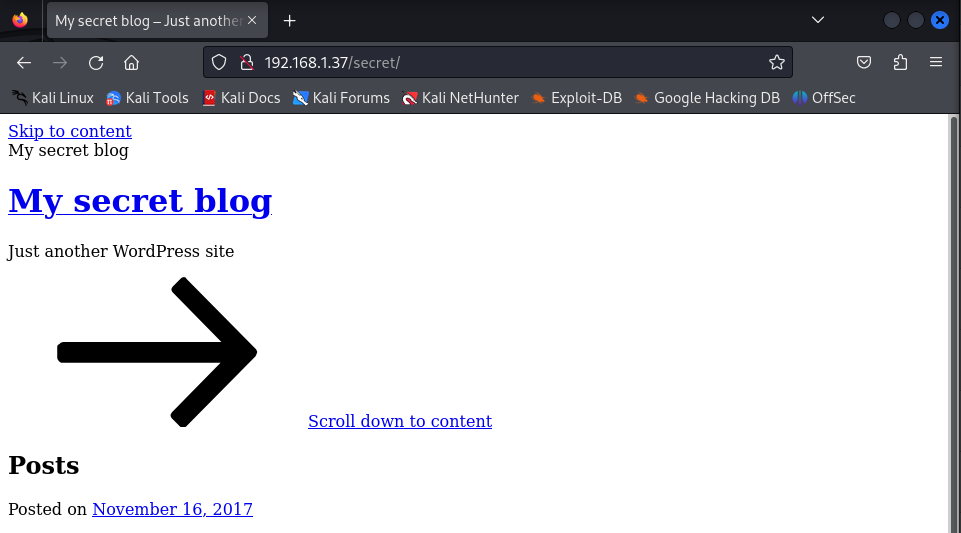 My secret blog – Just another
192.168.1.37/secret/
Kali Linux Kali Tools Kali Docs Kali Forums Kali NetHunter Exploit-DB Google Hacking DB OffSec
Skip to content
My secret blog
My secret blog
Just another WordPress site
Scroll down to content
Posts
Posted on November 16, 2017